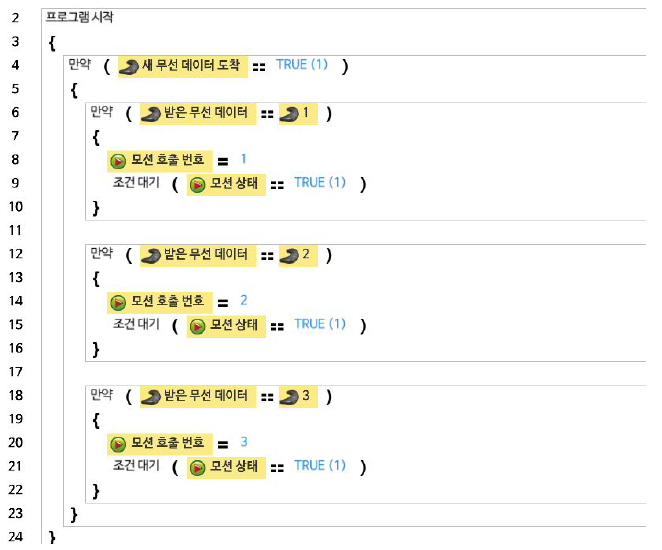 2 프로그램 시작
3 {
4 만약 ( 새 무선 데이터 도착 == TRUE (1) )
5 {
6 만약 ( 받은 무선 데이터 == 1 )
7 {
8 모션 호출 번호 = 1
9 조건 대기 ( 모션 상태 == TRUE (1) )
10 }
11
12 만약 ( 받은 무선 데이터 == 2 )
13 {
14 모션 호출 번호 = 2
15 조건 대기 ( 모션 상태 == TRUE (1) )
16 }
17
18 만약 ( 받은 무선 데이터 == 3 )
19 {
20 모션 호출 번호 = 3
21 조건 대기 ( 모션 상태 == TRUE (1) )
22 }
23 }
24 }